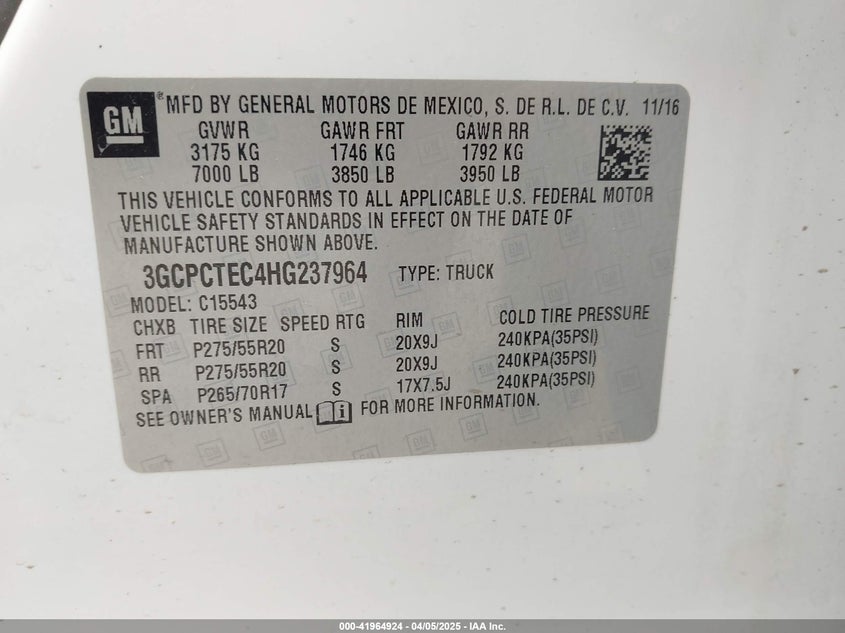 GM ® MFD BY GENERAL MOTORS DE MEXICO, S. DE R.L. DE C.V. 11/16
GVWR GAWR FRT GAWR RR
3175 KG 1746 KG 1792 KG
7000 LB 3850 LB 3950 LB
THIS VEHICLE CONFORMS TO ALL APPLICABLE U.S. FEDERAL MOTOR
VEHICLE SAFETY STANDARDS IN EFFECT ON THE DATE OF
MANUFACTURE SHOWN ABOVE.
3GCPCTEC4HG237964 TYPE: TRUCK
MODEL: C15543
CHXB TIRE SIZE SPEED RTG RIM COLD TIRE PRESSURE
FRT P275/55R20 S 20X9J 240KPA(35PSI)
RR P275/55R20 S 20X9J 240KPA(35PSI)
SPA P265/70R17 S 17X7.5J 240KPA(35PSI)
SEE OWNER'S MANUAL i FOR MORE INFORMATION.
000-41964924 - 04/05/2025 - IAA Inc.